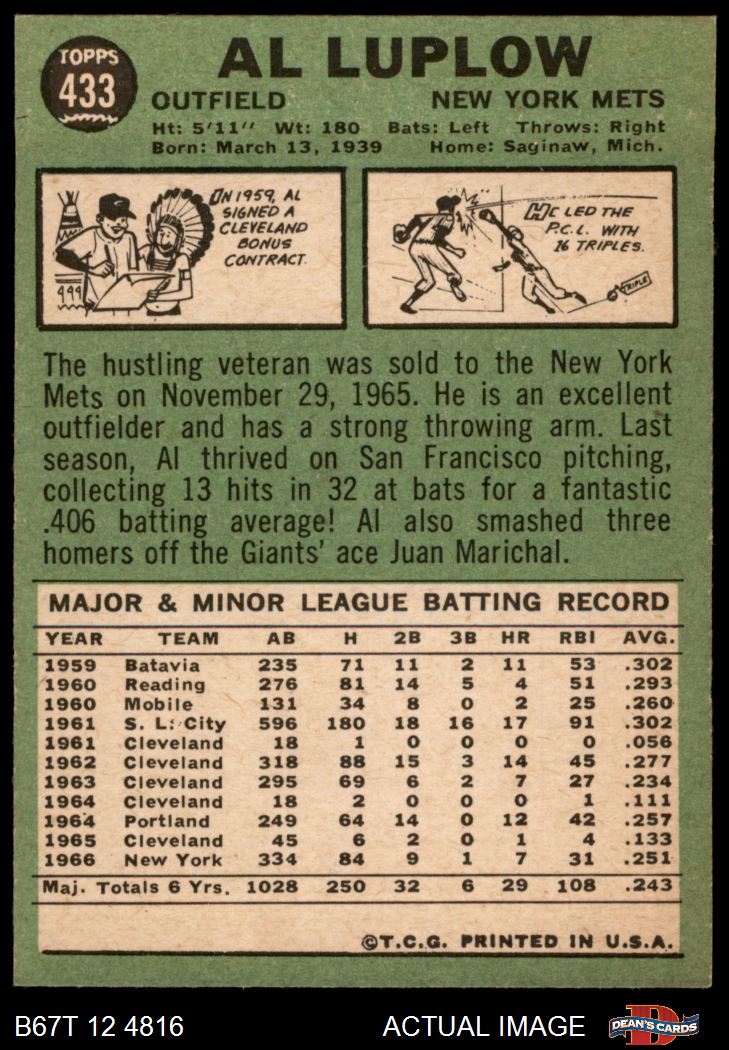 TOPPS
433
AL LUPLOW
OUTFIELD NEW YORK METS
Ht: 5'11" Wt: 180 Bats: Left Throws: Right
Born: March 13, 1939 Home: Saginaw, Mich.
IN 1959, AL
SIGNED A
CLEVELAND
BONUS
CONTRACT.
HE LED THE
P.C.L. WITH
16 TRIPLES.
TRIPLE
The hustling veteran was sold to the New York
Mets on November 29, 1965. He is an excellent
outfielder and has a strong throwing arm. Last
season, Al thrived on San Francisco pitching,
collecting 13 hits in 32 at bats for a fantastic
.406 batting average! Al also smashed three
homers off the Giants' ace Juan Marichal.
MAJOR & MINOR LEAGUE BATTING RECORD
YEAR TEAM AB H 2B 3B HR RBI AVG.
1959 Batavia 235 71 11 2 11 53 .302
1960 Reading 276 81 14 5 4 51 .293
1960 Mobile 131 34 8 0 2 25 .260
1961 S. L. City 596 180 18 16 17 91 .302
1961 Cleveland 18 1 0 0 0 0 .056
1962 Cleveland 318 88 15 3 14 45 .277
1963 Cleveland 295 69 6 2 7 27 .234
1964 Cleveland 18 2 0 0 0 1 .111
1964 Portland 249 64 14 0 12 42 .257
1965 Cleveland 45 6 2 0 1 4 .133
1966 New York 334 84 9 1 7 31 .251
Maj. Totals 6 Yrs. 1028 250 32 6 29 108 .243
©T.C.G. PRINTED IN U.S.A.
B67T 12 4816 ACTUAL IMAGE DEAN'S CARDS